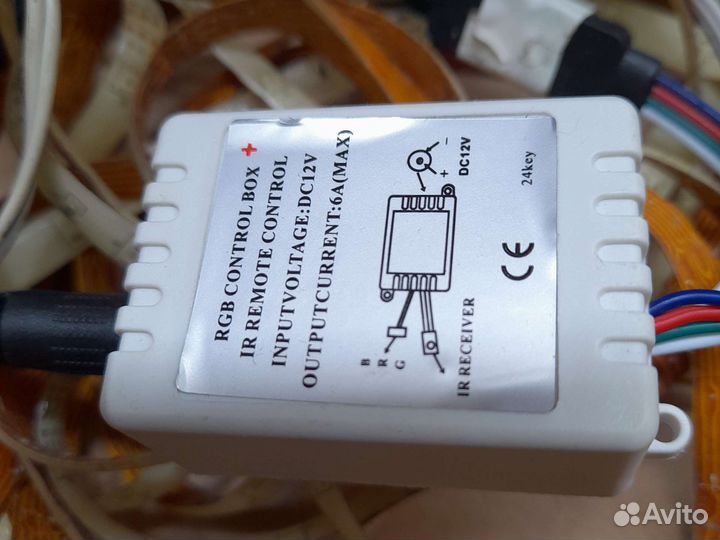 RGB CONTROL BOX +
IR REMOTE CONTROL
INPUTVOLTAGE:DC12V
OUTPUTCURRENT:6A(MAX)
+ -
DC12V
B
R
G
IR RECEIVER
24key
CE
Avito